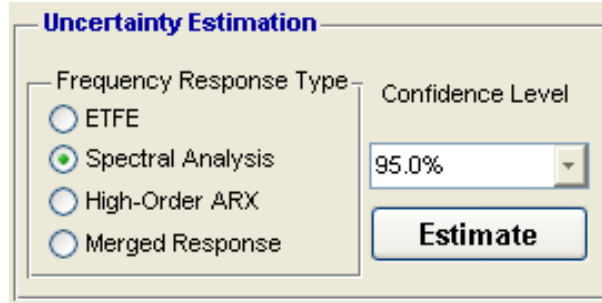 Uncertainty Estimation
Frequency Response Type
ETFE
Spectral Analysis
High-Order ARX
Merged Response
Confidence Level
95.0%
Estimate